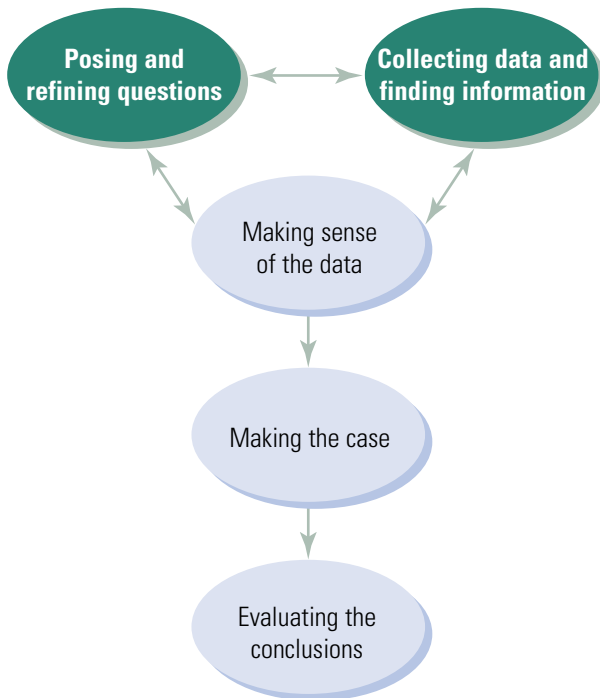 Posing and
refining questions
Collecting data and
finding information
Making sense
of the data
Making the case
Evaluating the
conclusions